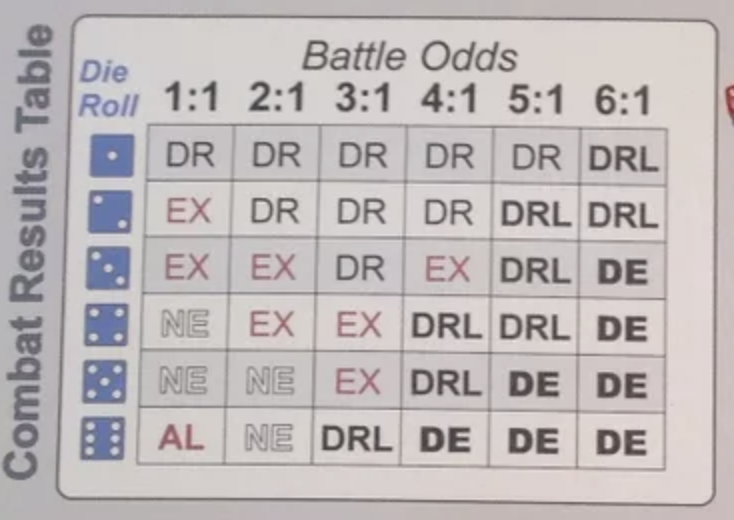 Combat Results Table
Battle Odds
Die
Roll 1:1 2:1 3:1 4:1 5:1 6:1
DR DR DR DR DR DRL
EX DR DR DR DRL DRL
EX EX DR EX DRL DE
NE EX EX DRL DRL DE
NE NE EX DRL DE DE
AL NE DRL DE DE DE